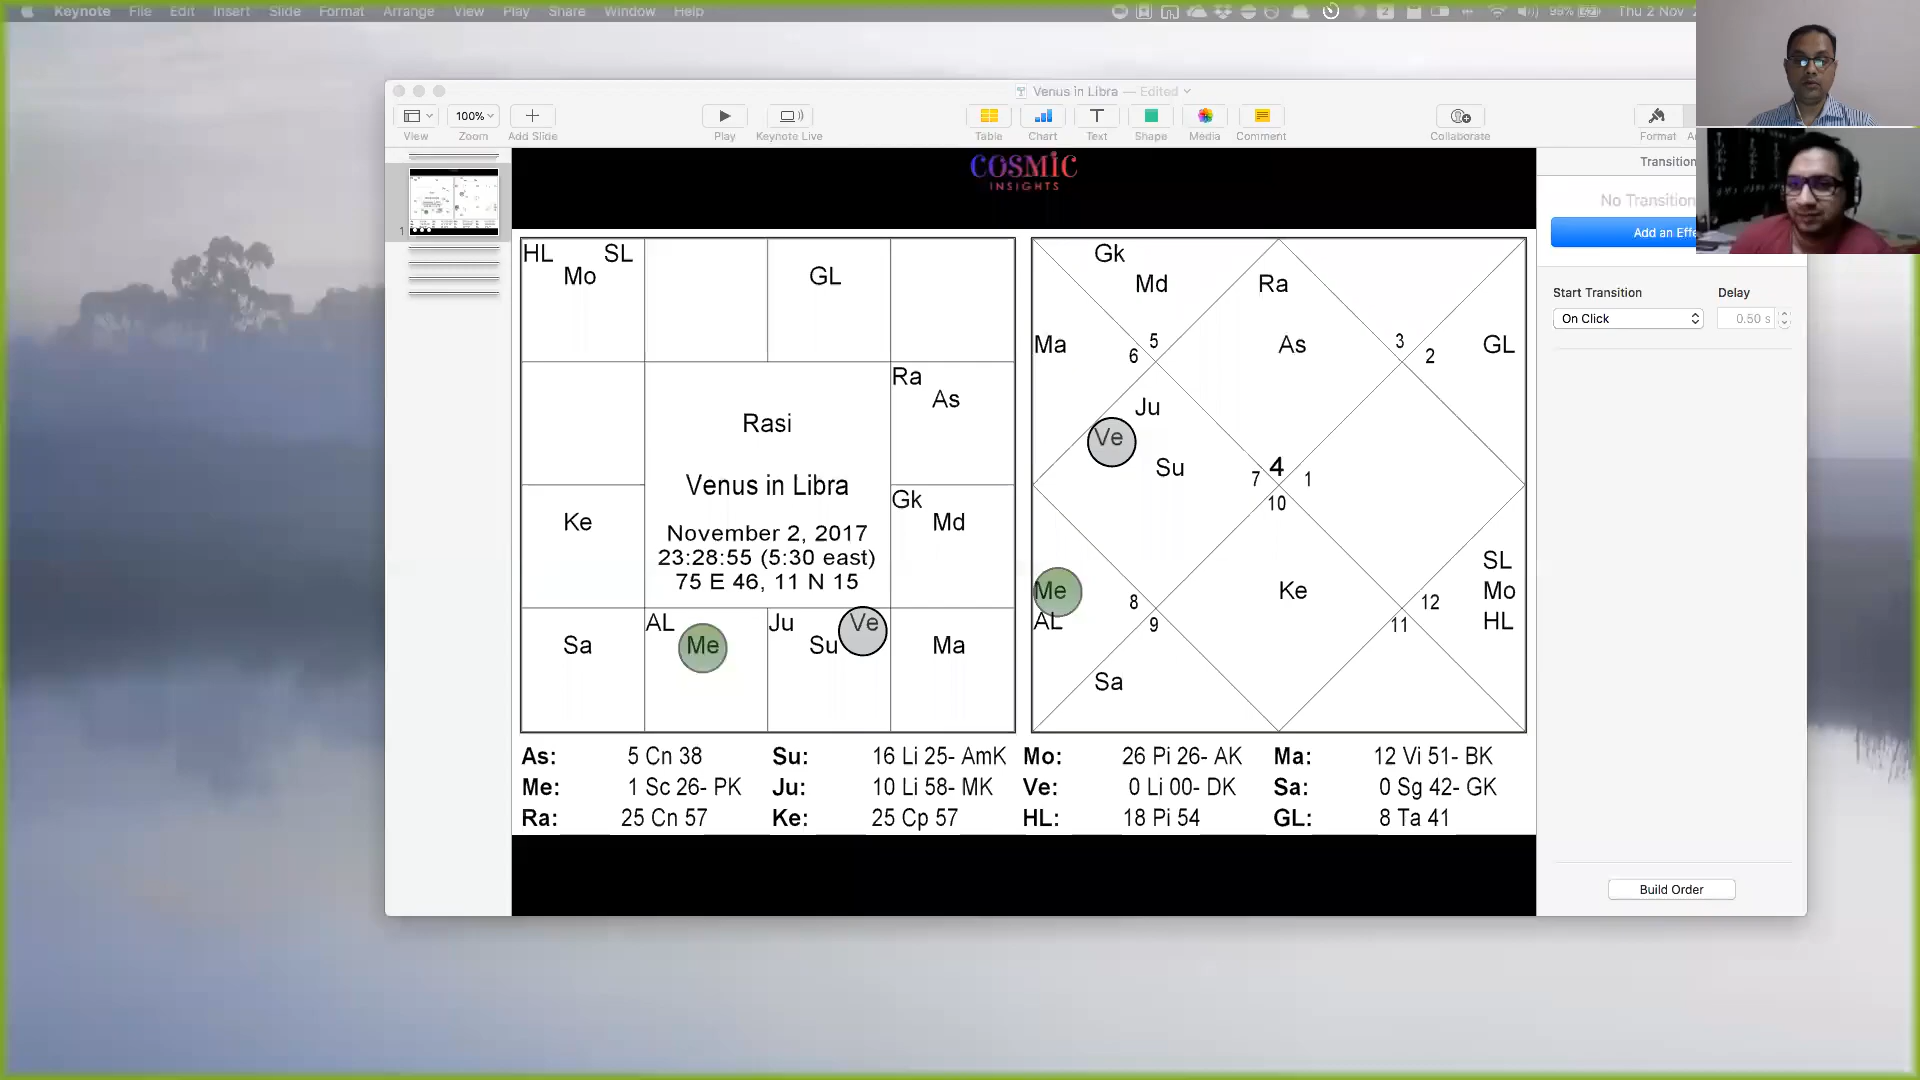 Keynote File Edit Insert Slide Format Arrange View Play Share Window Help
98% Thu 2 Nov
Venus in Libra — Edited
100%
View Zoom Add Slide Play Keynote Live Table Chart Text Shape Media Comment Collaborate Format
Transition
COSMIC
INSIGHTS
No Transition
Add an Effe
Start Transition Delay
On Click 0.50 s
Build Order
1
HL SL
Mo
GL
Ra
As
Rasi
Venus in Libra
November 2, 2017
23:28:55 (5:30 east)
75 E 46, 11 N 15
Ke
Gk
Md
Sa
AL
Me
Ju
Ve
Su
Ma
Gk
Md
Ra
Ma
5
6
As
3
2
GL
Ju
Ve
Su
7
4
1
10
Me
AL
8
9
Ke
SL
Mo
HL
12
11
Sa
As: 5 Cn 38 Su: 16 Li 25- AmK Mo: 26 Pi 26- AK Ma: 12 Vi 51- BK
Me: 1 Sc 26- PK Ju: 10 Li 58- MK Ve: 0 Li 00- DK Sa: 0 Sg 42- GK
Ra: 25 Cn 57 Ke: 25 Cp 57 HL: 18 Pi 54 GL: 8 Ta 41